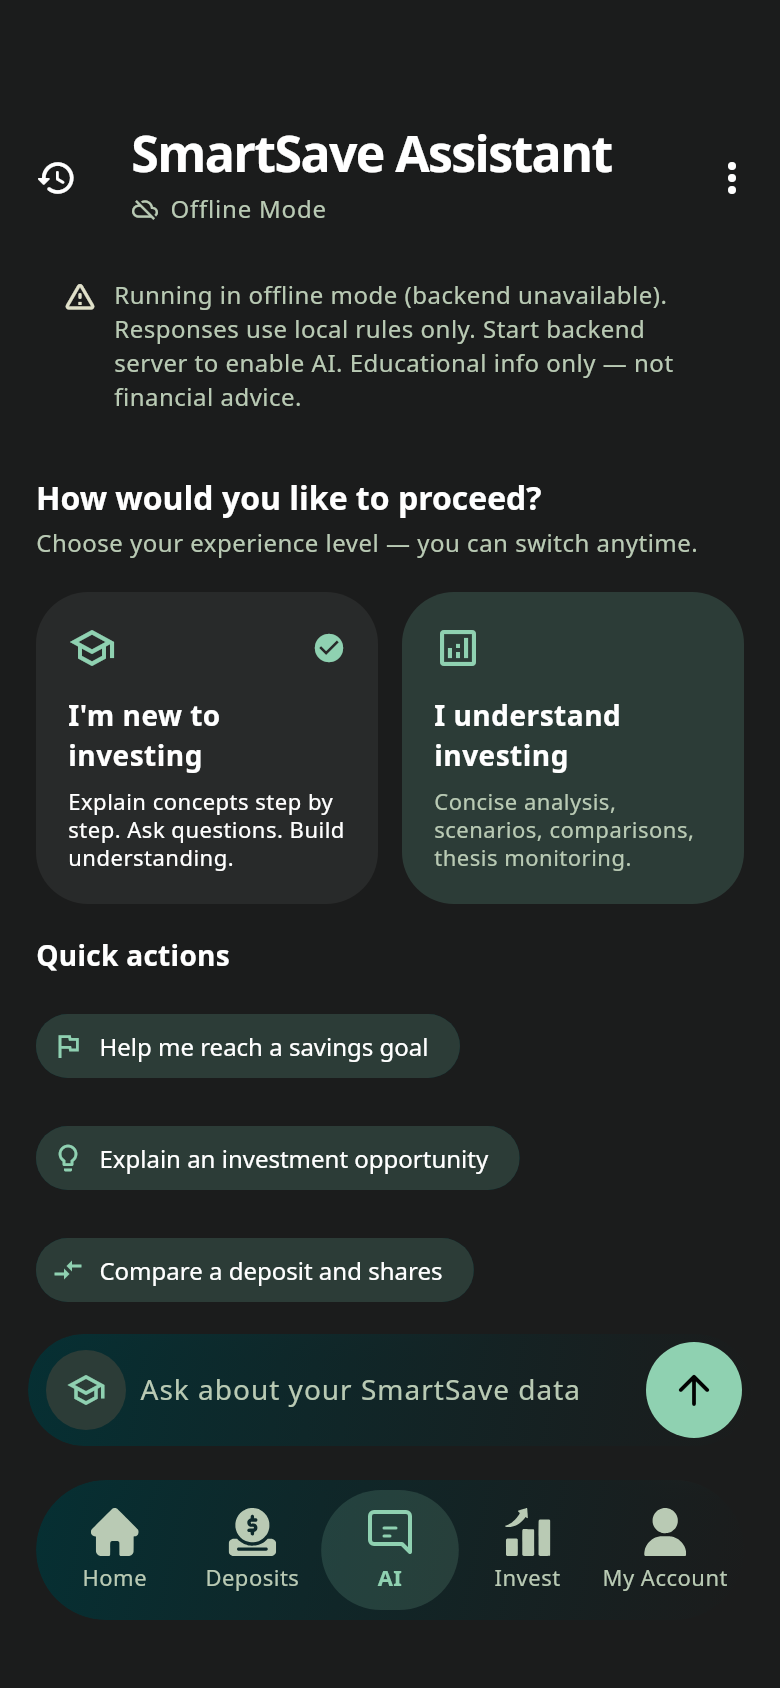 SmartSave Assistant
Offline Mode
Running in offline mode (backend unavailable).
Responses use local rules only. Start backend
server to enable AI. Educational info only — not
financial advice.
How would you like to proceed?
Choose your experience level — you can switch anytime.
I'm new to
investing
Explain concepts step by
step. Ask questions. Build
understanding.
I understand
investing
Concise analysis,
scenarios, comparisons,
thesis monitoring.
Quick actions
Help me reach a savings goal
Explain an investment opportunity
Compare a deposit and shares
Ask about your SmartSave data
Home
Deposits
AI
Invest
My Account